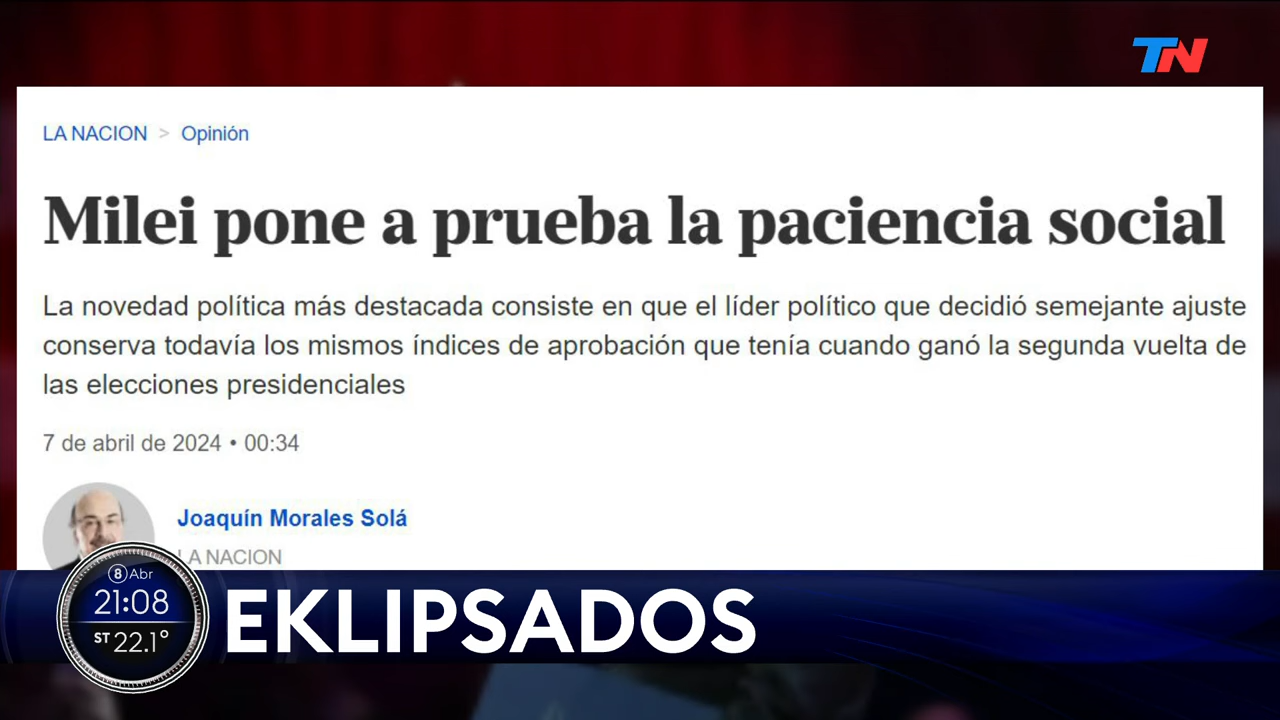 TN
LA NACION > Opinión
Milei pone a prueba la paciencia social
La novedad política más destacada consiste en que el líder político que decidió semejante ajuste
conserva todavía los mismos índices de aprobación que tenía cuando ganó la segunda vuelta de
las elecciones presidenciales
7 de abril de 2024 • 00:34
Joaquín Morales Solá
LA NACION
8 Abr
21:08
ST 22.1°
EKLIPSADOS